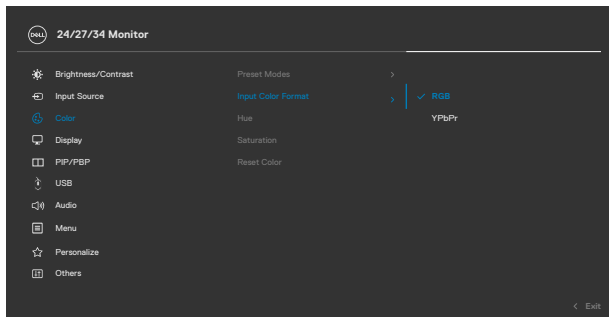 DELL 24/27/34 Monitor
Brightness/Contrast Preset Modes >
Input Source Input Color Format > ✓ RGB
Color Hue YPbPr
Display Saturation
PIP/PBP Reset Color
USB
Audio
Menu
Personalize
Others
< Exit